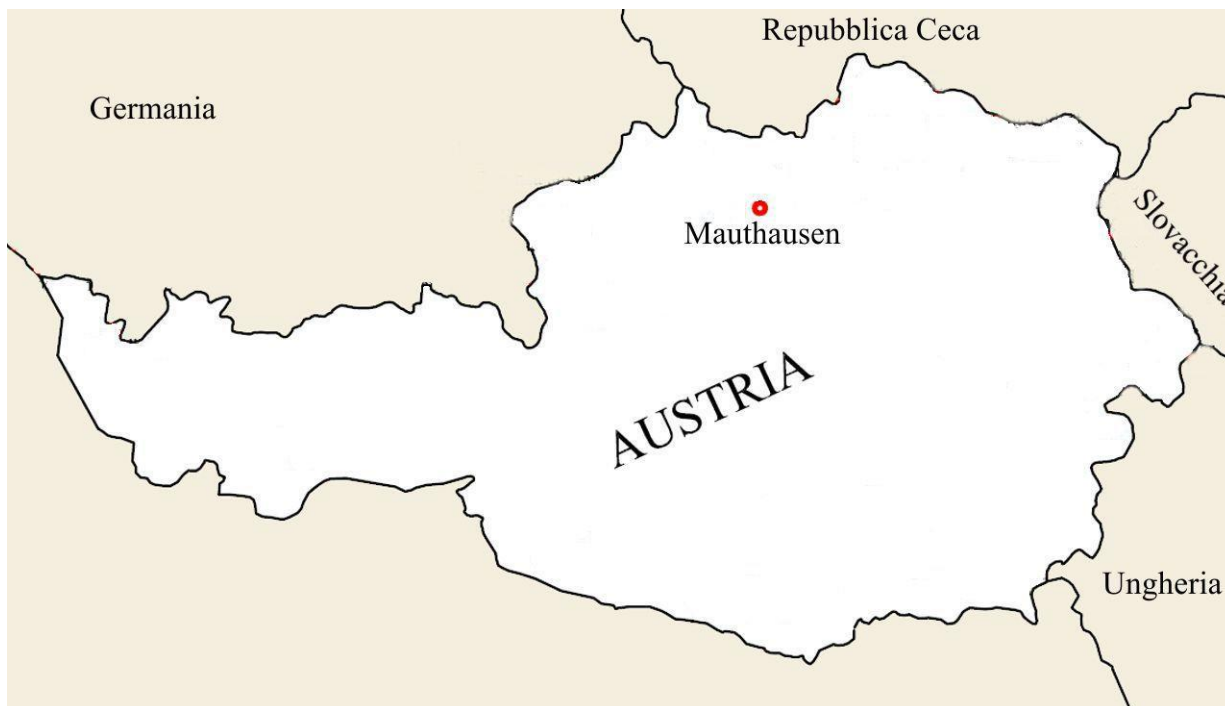 Repubblica Ceca
Germania
Slovacchia
Mauthausen
AUSTRIA
Ungheria